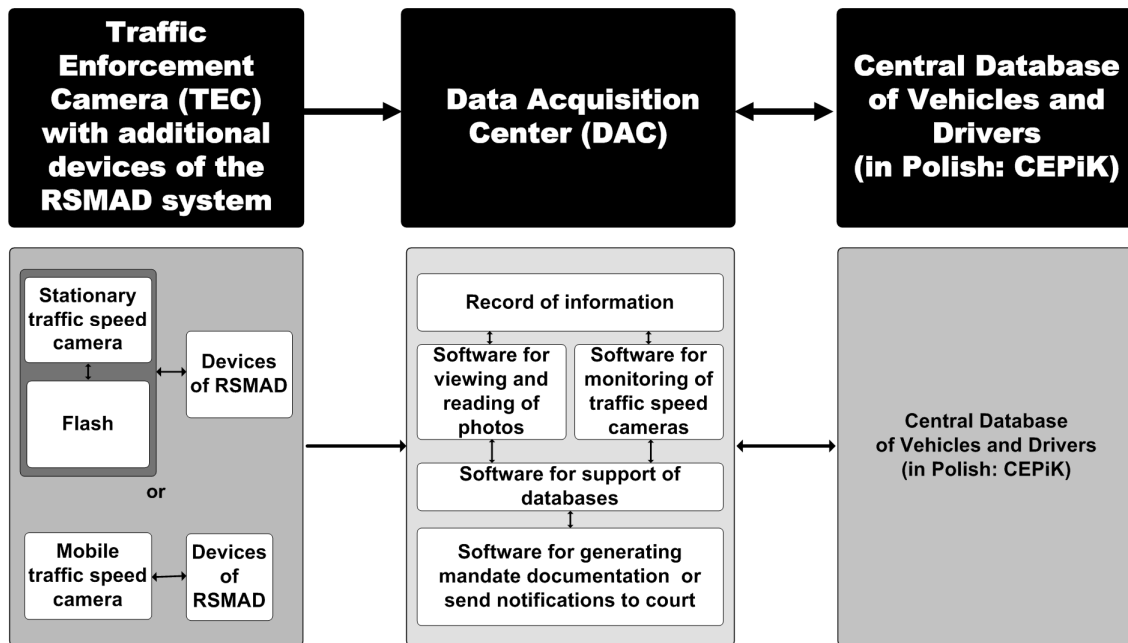 Traffic
Enforcement
Camera (TEC)
with additional
devices of the
RSMAD system
Data Acquisition
Center (DAC)
Central Database
of Vehicles and
Drivers
(in Polish: CEPiK)
Stationary
traffic speed
camera
Flash
Devices
of RSMAD
or
Mobile
traffic speed
camera
Devices
of
RSMAD
Record of information
Software for
viewing and
reading of
photos
Software for
monitoring of
traffic speed
cameras
Software for support of
databases
Software for generating
mandate documentation or
send notifications to court
Central Database
of Vehicles and Drivers
(in Polish: CEPiK)